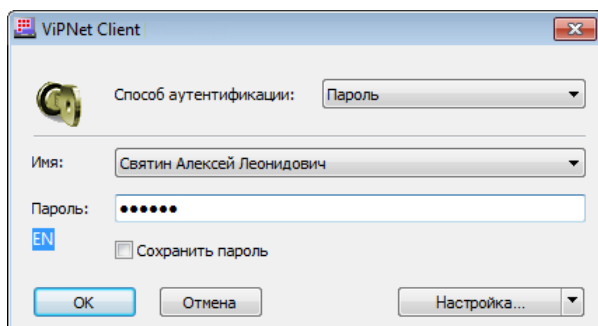 ViPNet Client
Способ аутентификации: Пароль
Имя: Святин Алексей Леонидович
Пароль: ••••••
EN
Сохранить пароль
OK Отмена Настройка...